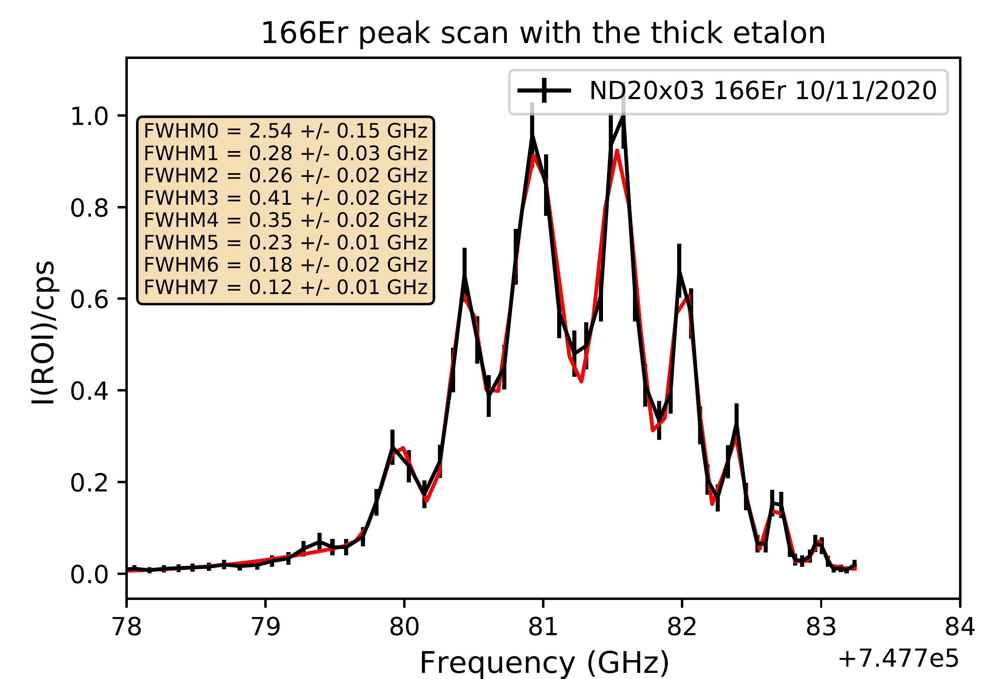 166Er peak scan with the thick etalon
ND20x03 166Er 10/11/2020
FWHM0 = 2.54 +/- 0.15 GHz
FWHM1 = 0.28 +/- 0.03 GHz
FWHM2 = 0.26 +/- 0.02 GHz
FWHM3 = 0.41 +/- 0.02 GHz
FWHM4 = 0.35 +/- 0.02 GHz
FWHM5 = 0.23 +/- 0.01 GHz
FWHM6 = 0.18 +/- 0.02 GHz
FWHM7 = 0.12 +/- 0.01 GHz
I(ROI)/cps
1.0
0.8
0.6
0.4
0.2
0.0
78 79 80 81 82 83 84
+7.477e5
Frequency (GHz)